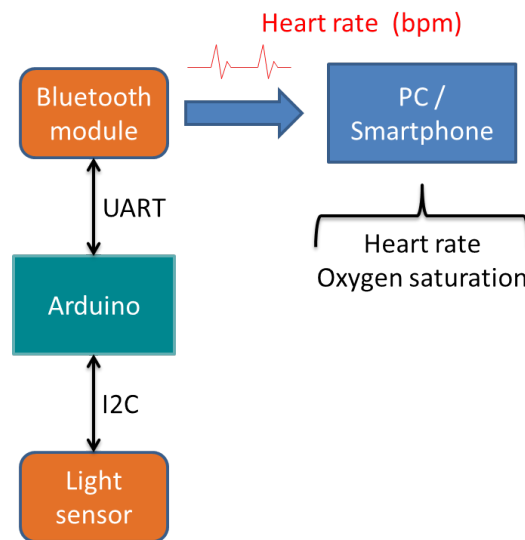 Heart rate (bpm)
Bluetooth
module
PC /
Smartphone
UART
Heart rate
Oxygen saturation
Arduino
I2C
Light
sensor